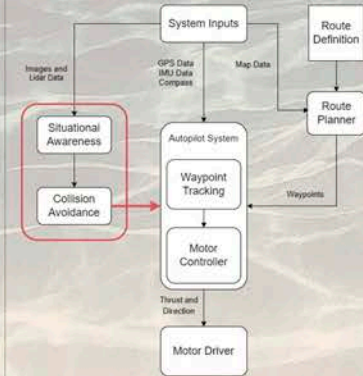 System Inputs
Route
Definition
Images and
Lidar Data
GPS Data
IMU Data
Compass
Map Data
Situational
Awareness
Collision
Avoidance
Autopilot System
Waypoint
Tracking
Motor
Controller
Route
Planner
Waypoints
Thrust and
Direction
Motor Driver